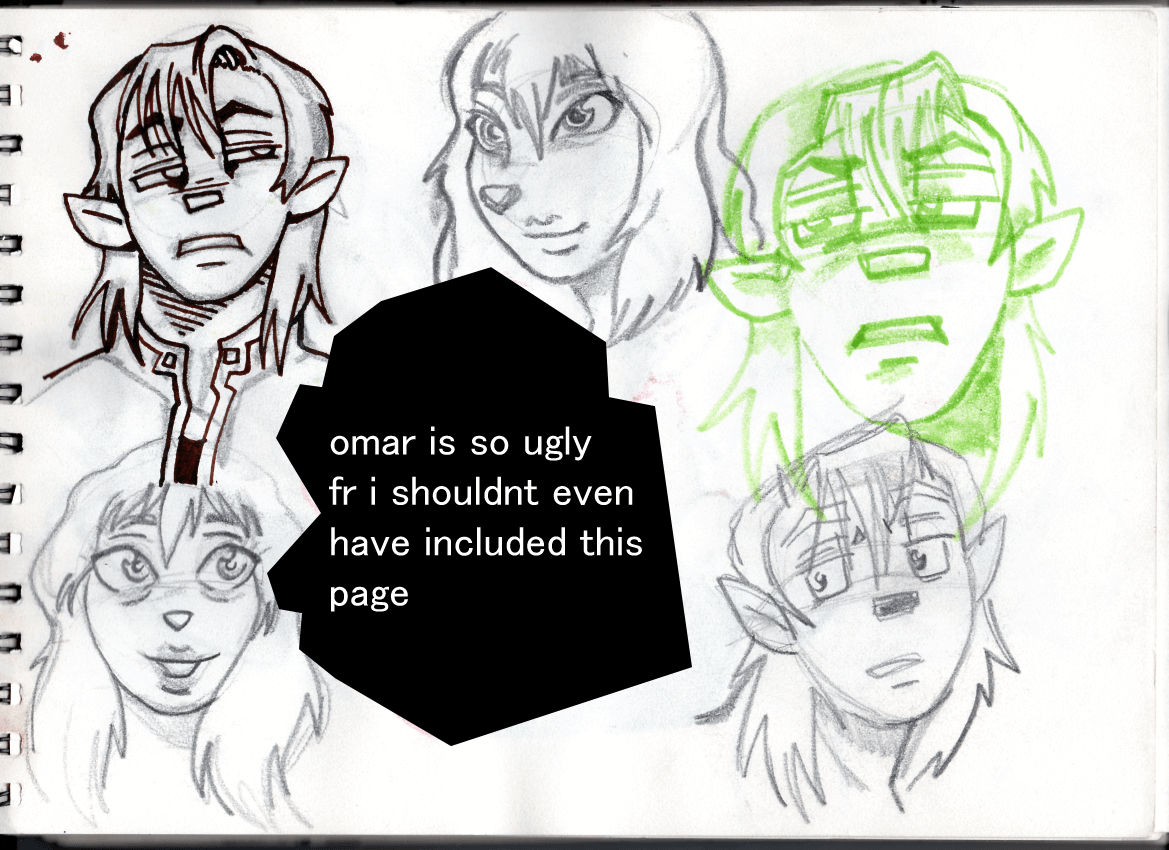 omar is so ugly
fr i shouldnt even
have included this
page